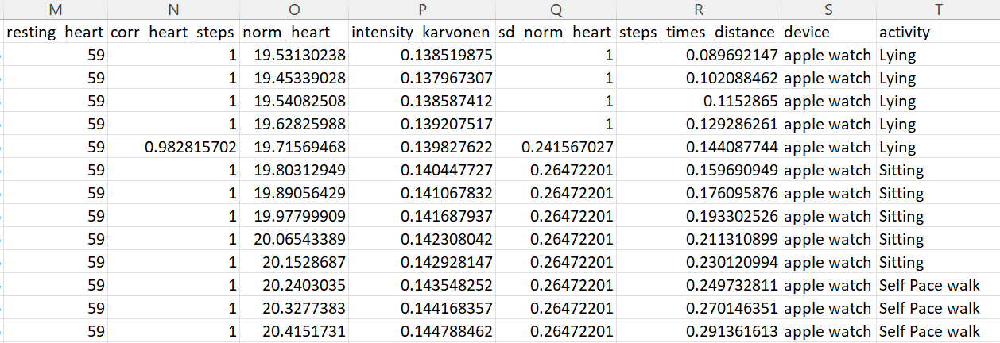 M N O P Q R S T
resting_heart corr_heart_steps norm_heart intensity_karvonen sd_norm_heart steps_times_distance device activity
59 1 19.53130238 0.138519875 1 0.089692147 apple watch Lying
59 1 19.45339028 0.137967307 1 0.102088462 apple watch Lying
59 1 19.54082508 0.138587412 1 0.1152865 apple watch Lying
59 1 19.62825988 0.139207517 1 0.129286261 apple watch Lying
59 0.982815702 19.71569468 0.139827622 0.241567027 0.144087744 apple watch Lying
59 1 19.80312949 0.140447727 0.26472201 0.159690949 apple watch Sitting
59 1 19.89056429 0.141067832 0.26472201 0.176095876 apple watch Sitting
59 1 19.97799909 0.141687937 0.26472201 0.193302526 apple watch Sitting
59 1 20.06543389 0.142308042 0.26472201 0.211310899 apple watch Sitting
59 1 20.1528687 0.142928147 0.26472201 0.230120994 apple watch Sitting
59 1 20.2403035 0.143548252 0.26472201 0.249732811 apple watch Self Pace walk
59 1 20.3277383 0.144168357 0.26472201 0.270146351 apple watch Self Pace walk
59 1 20.4151731 0.144788462 0.26472201 0.291361613 apple watch Self Pace walk